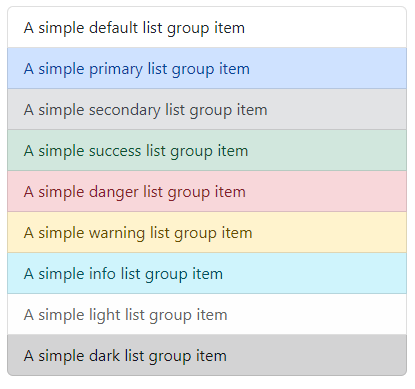 A simple default list group item
A simple primary list group item
A simple secondary list group item
A simple success list group item
A simple danger list group item
A simple warning list group item
A simple info list group item
A simple light list group item
A simple dark list group item